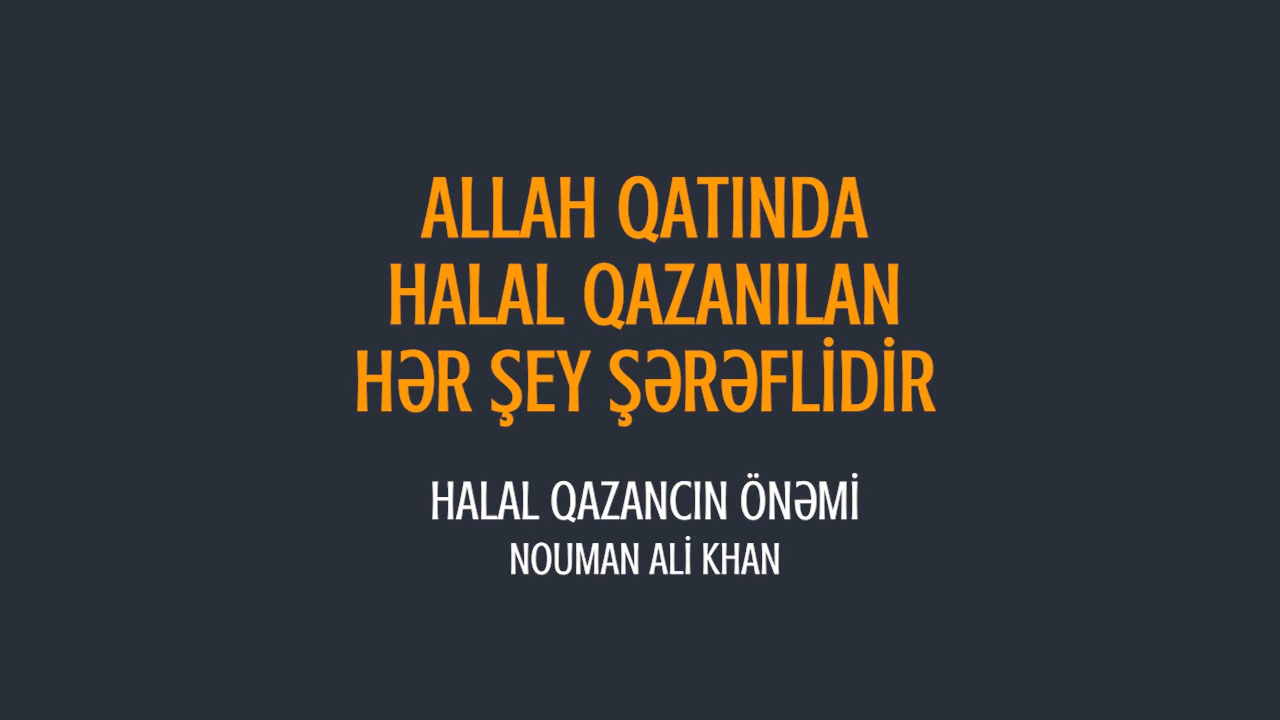 ALLAH QATINDA
HALAL QAZANILAN
HƏR ŞEY ŞƏRƏFLİDİR
HALAL QAZANCIN ÖNƏMİ
NOUMAN ALİ KHAN